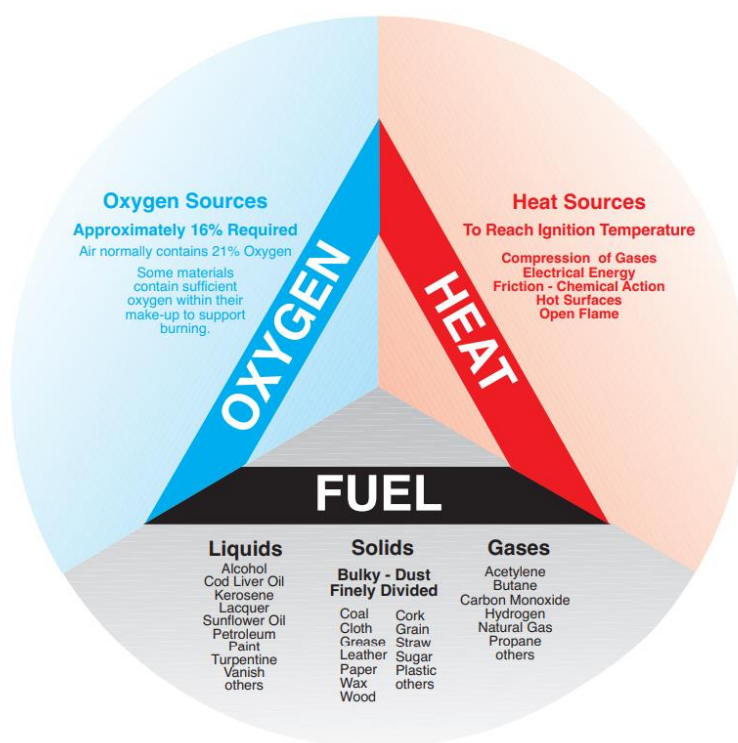 Oxygen Sources
Approximately 16% Required
Air normally contains 21% Oxygen
Some materials
contain sufficient
oxygen within their
make-up to support
burning.
OXYGEN
Heat Sources
To Reach Ignition Temperature
Compression of Gases
Electrical Energy
Friction - Chemical Action
Hot Surfaces
Open Flame
HEAT
FUEL
Liquids
Alcohol
Cod Liver Oil
Kerosene
Lacquer
Sunflower Oil
Petroleum
Paint
Turpentine
Vanish
others
Solids
Bulky - Dust
Finely Divided
Coal
Cloth
Grease
Leather
Paper
Wax
Wood
Cork
Grain
Straw
Sugar
Plastic
others
Gases
Acetylene
Butane
Carbon Monoxide
Hydrogen
Natural Gas
Propane
others